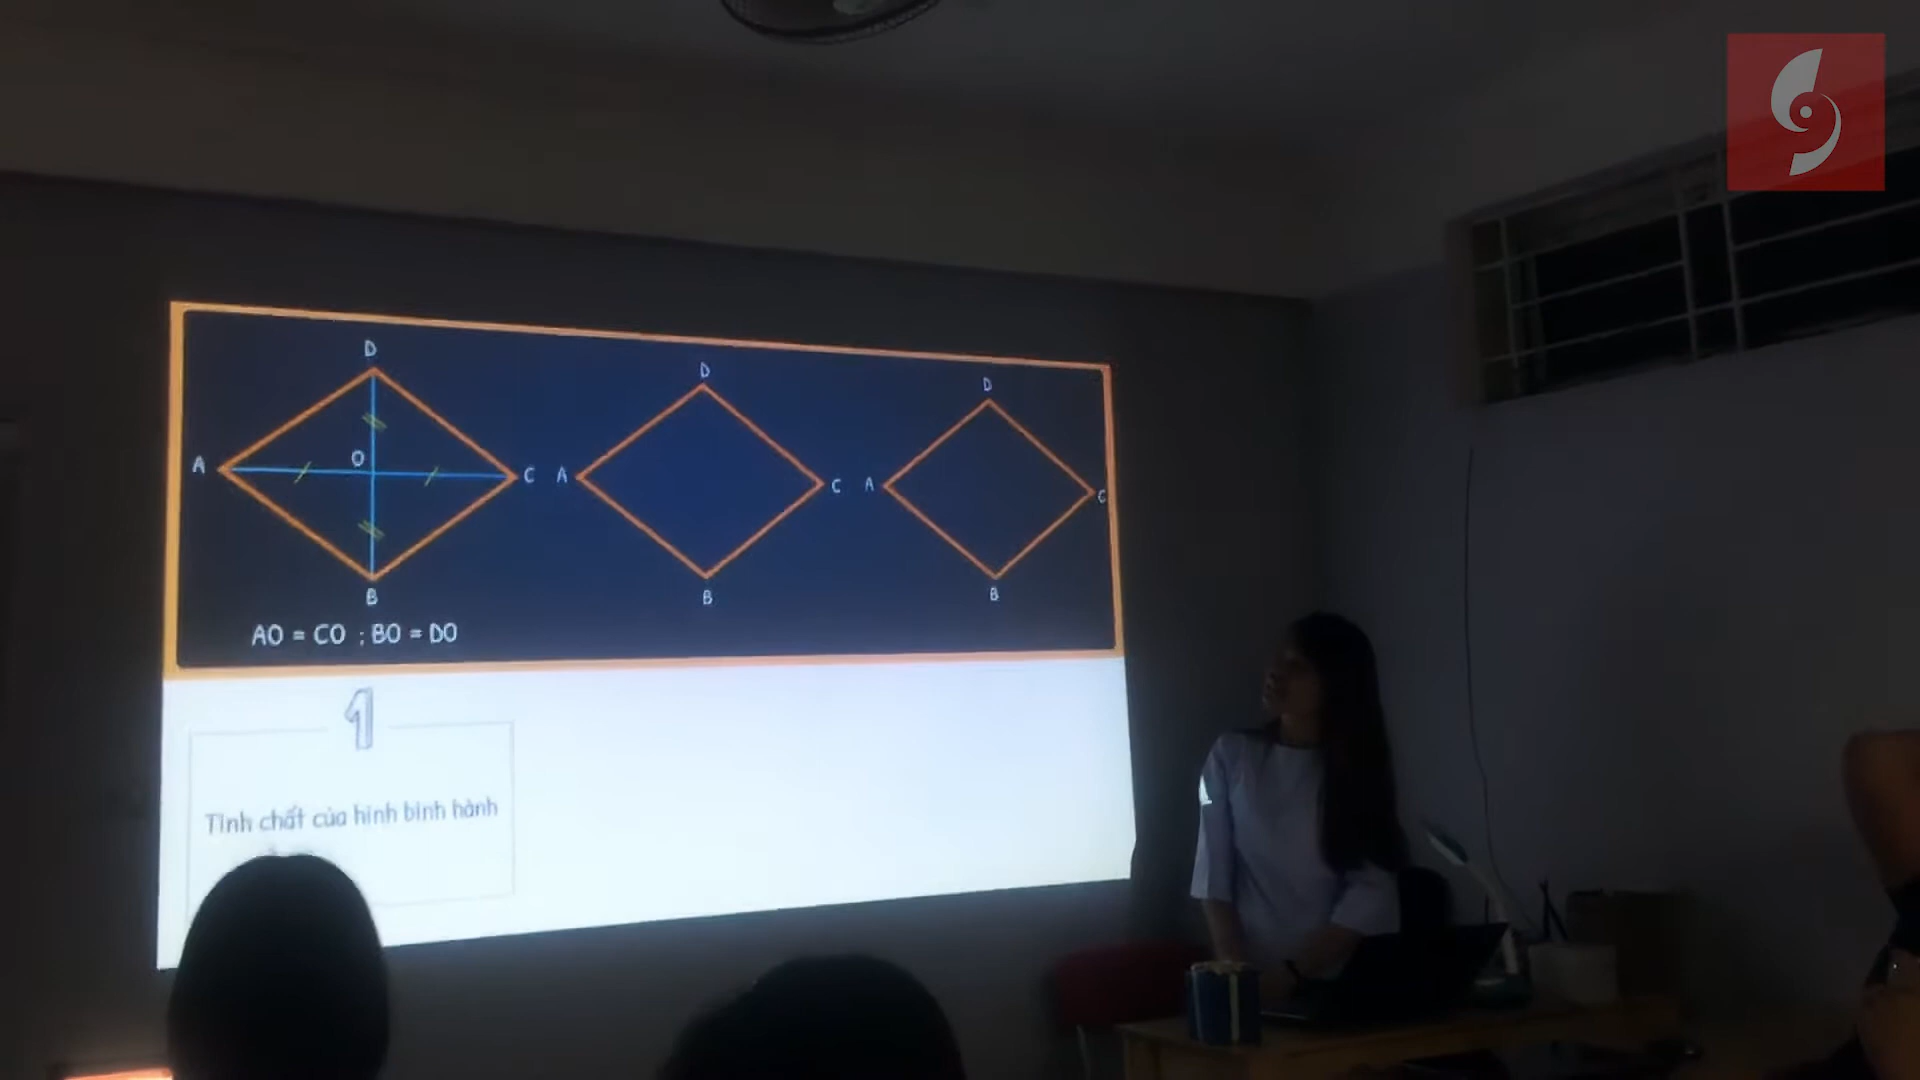 D
D
D
A
O
C
A
C
A
C
B
B
B
AO = CO ; BO = DO
1
Tính chất của hình bình hành